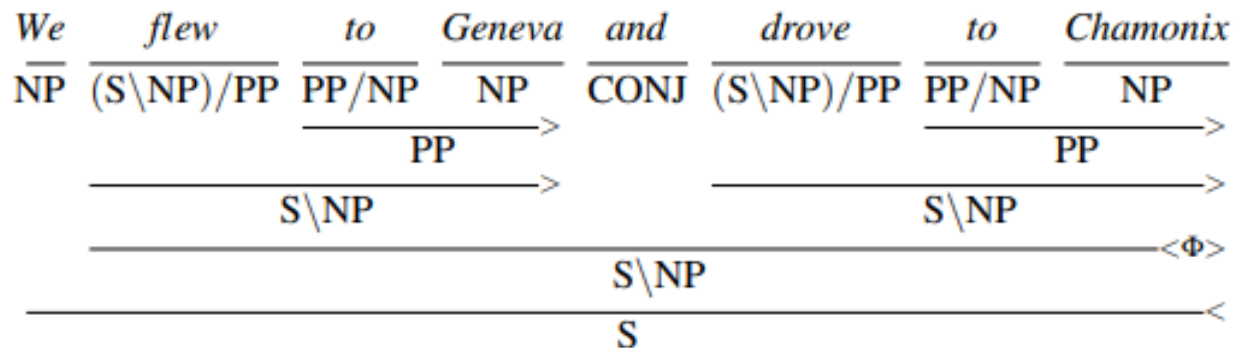 We flew to Geneva and drove to Chamonix
NP (S\NP)/PP PP/NP NP CONJ (S\NP)/PP PP/NP NP
> >
PP PP
> >
S\NP S\NP
<Φ>
S\NP
<
S